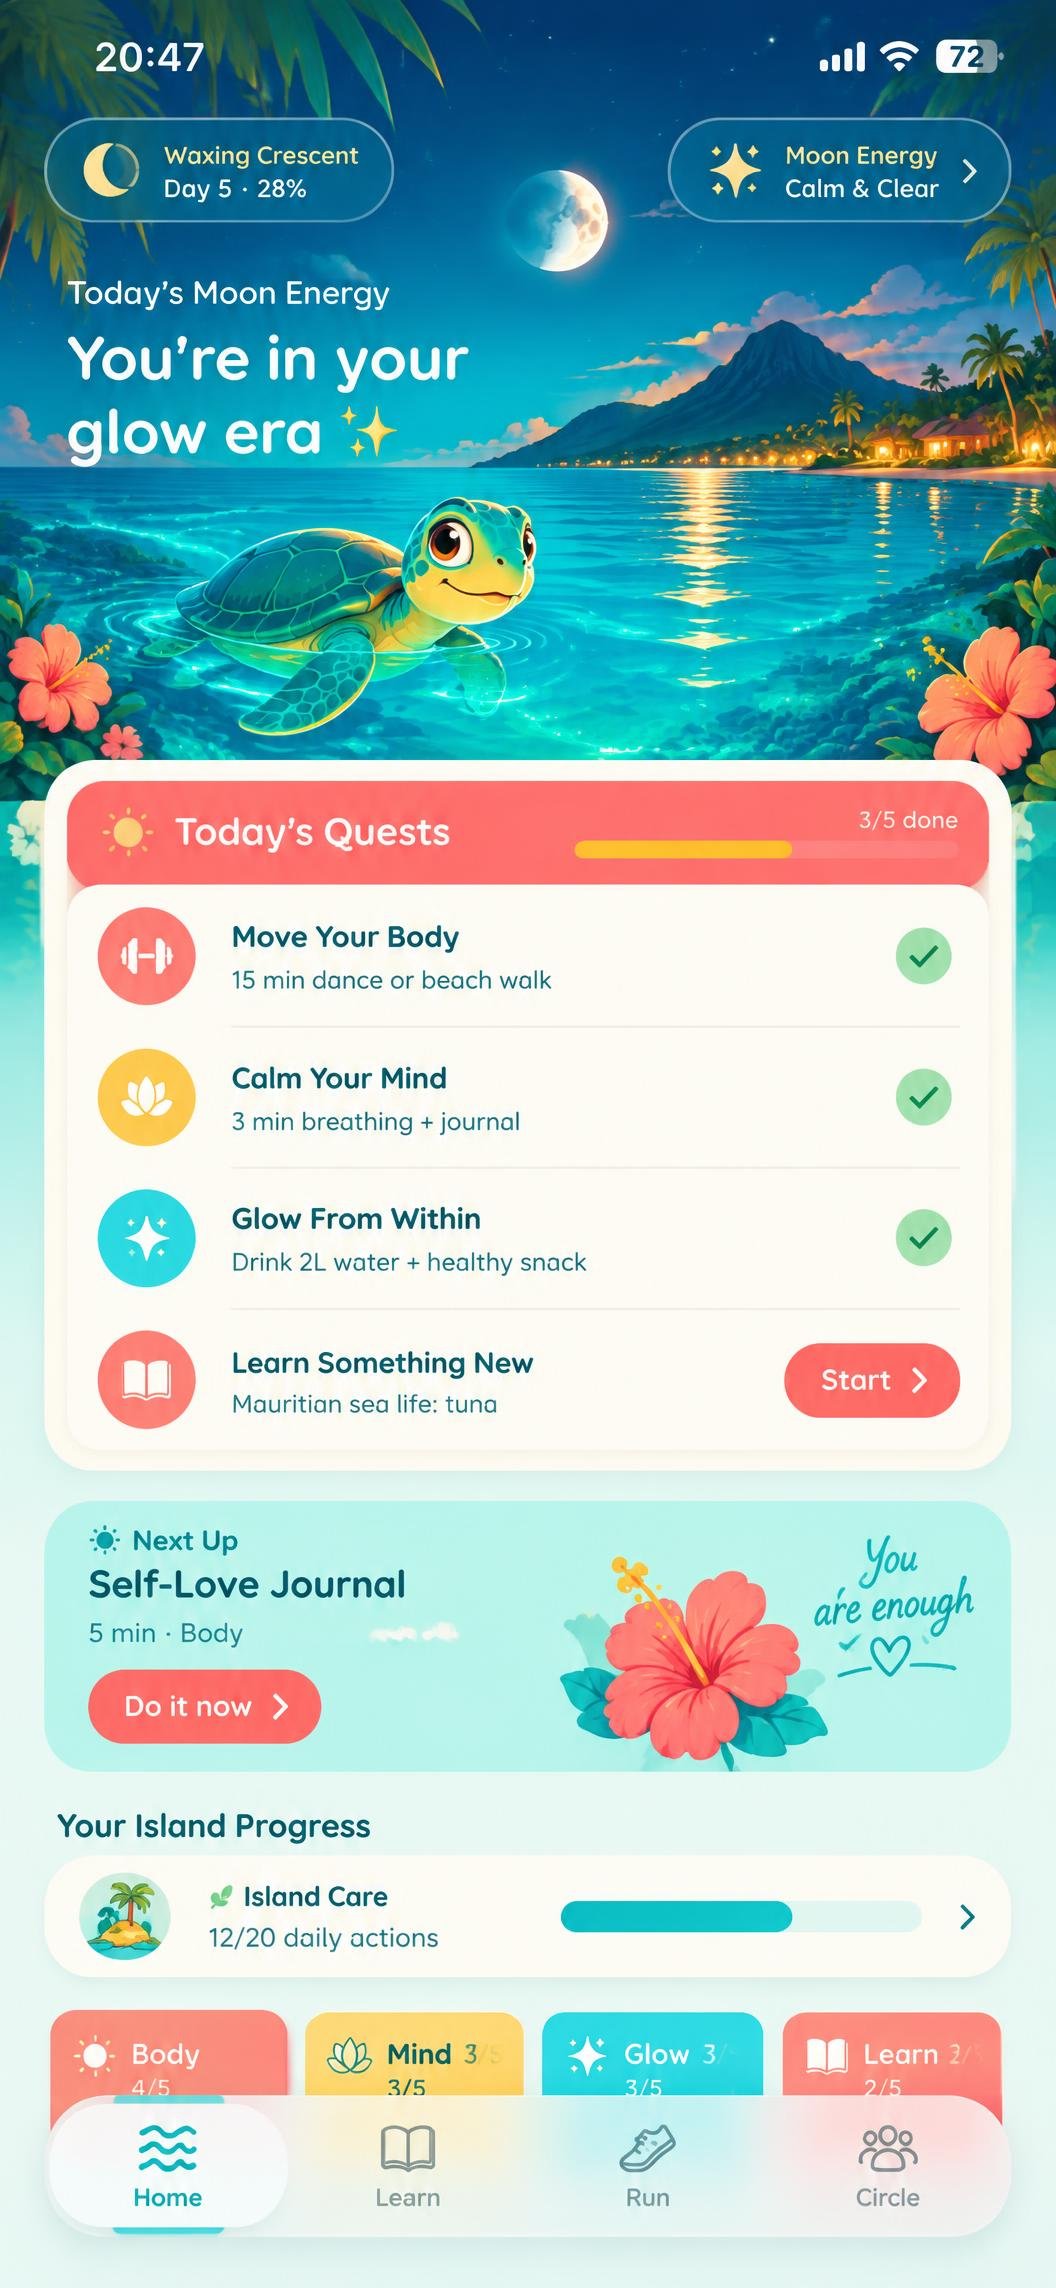 20:47
72
Waxing Crescent
Day 5 · 28%
Moon Energy
Calm & Clear
Today's Moon Energy
You're in your
glow era
Today's Quests
3/5 done
Move Your Body
15 min dance or beach walk
Calm Your Mind
3 min breathing + journal
Glow From Within
Drink 2L water + healthy snack
Learn Something New
Mauritian sea life: tuna
Start
Next Up
Self-Love Journal
5 min · Body
Do it now
You
are enough
Your Island Progress
Island Care
12/20 daily actions
Body
4/5
Mind 3/5
3/5
Glow 3/
3/5
Learn 2/
2/5
Home
Learn
Run
Circle